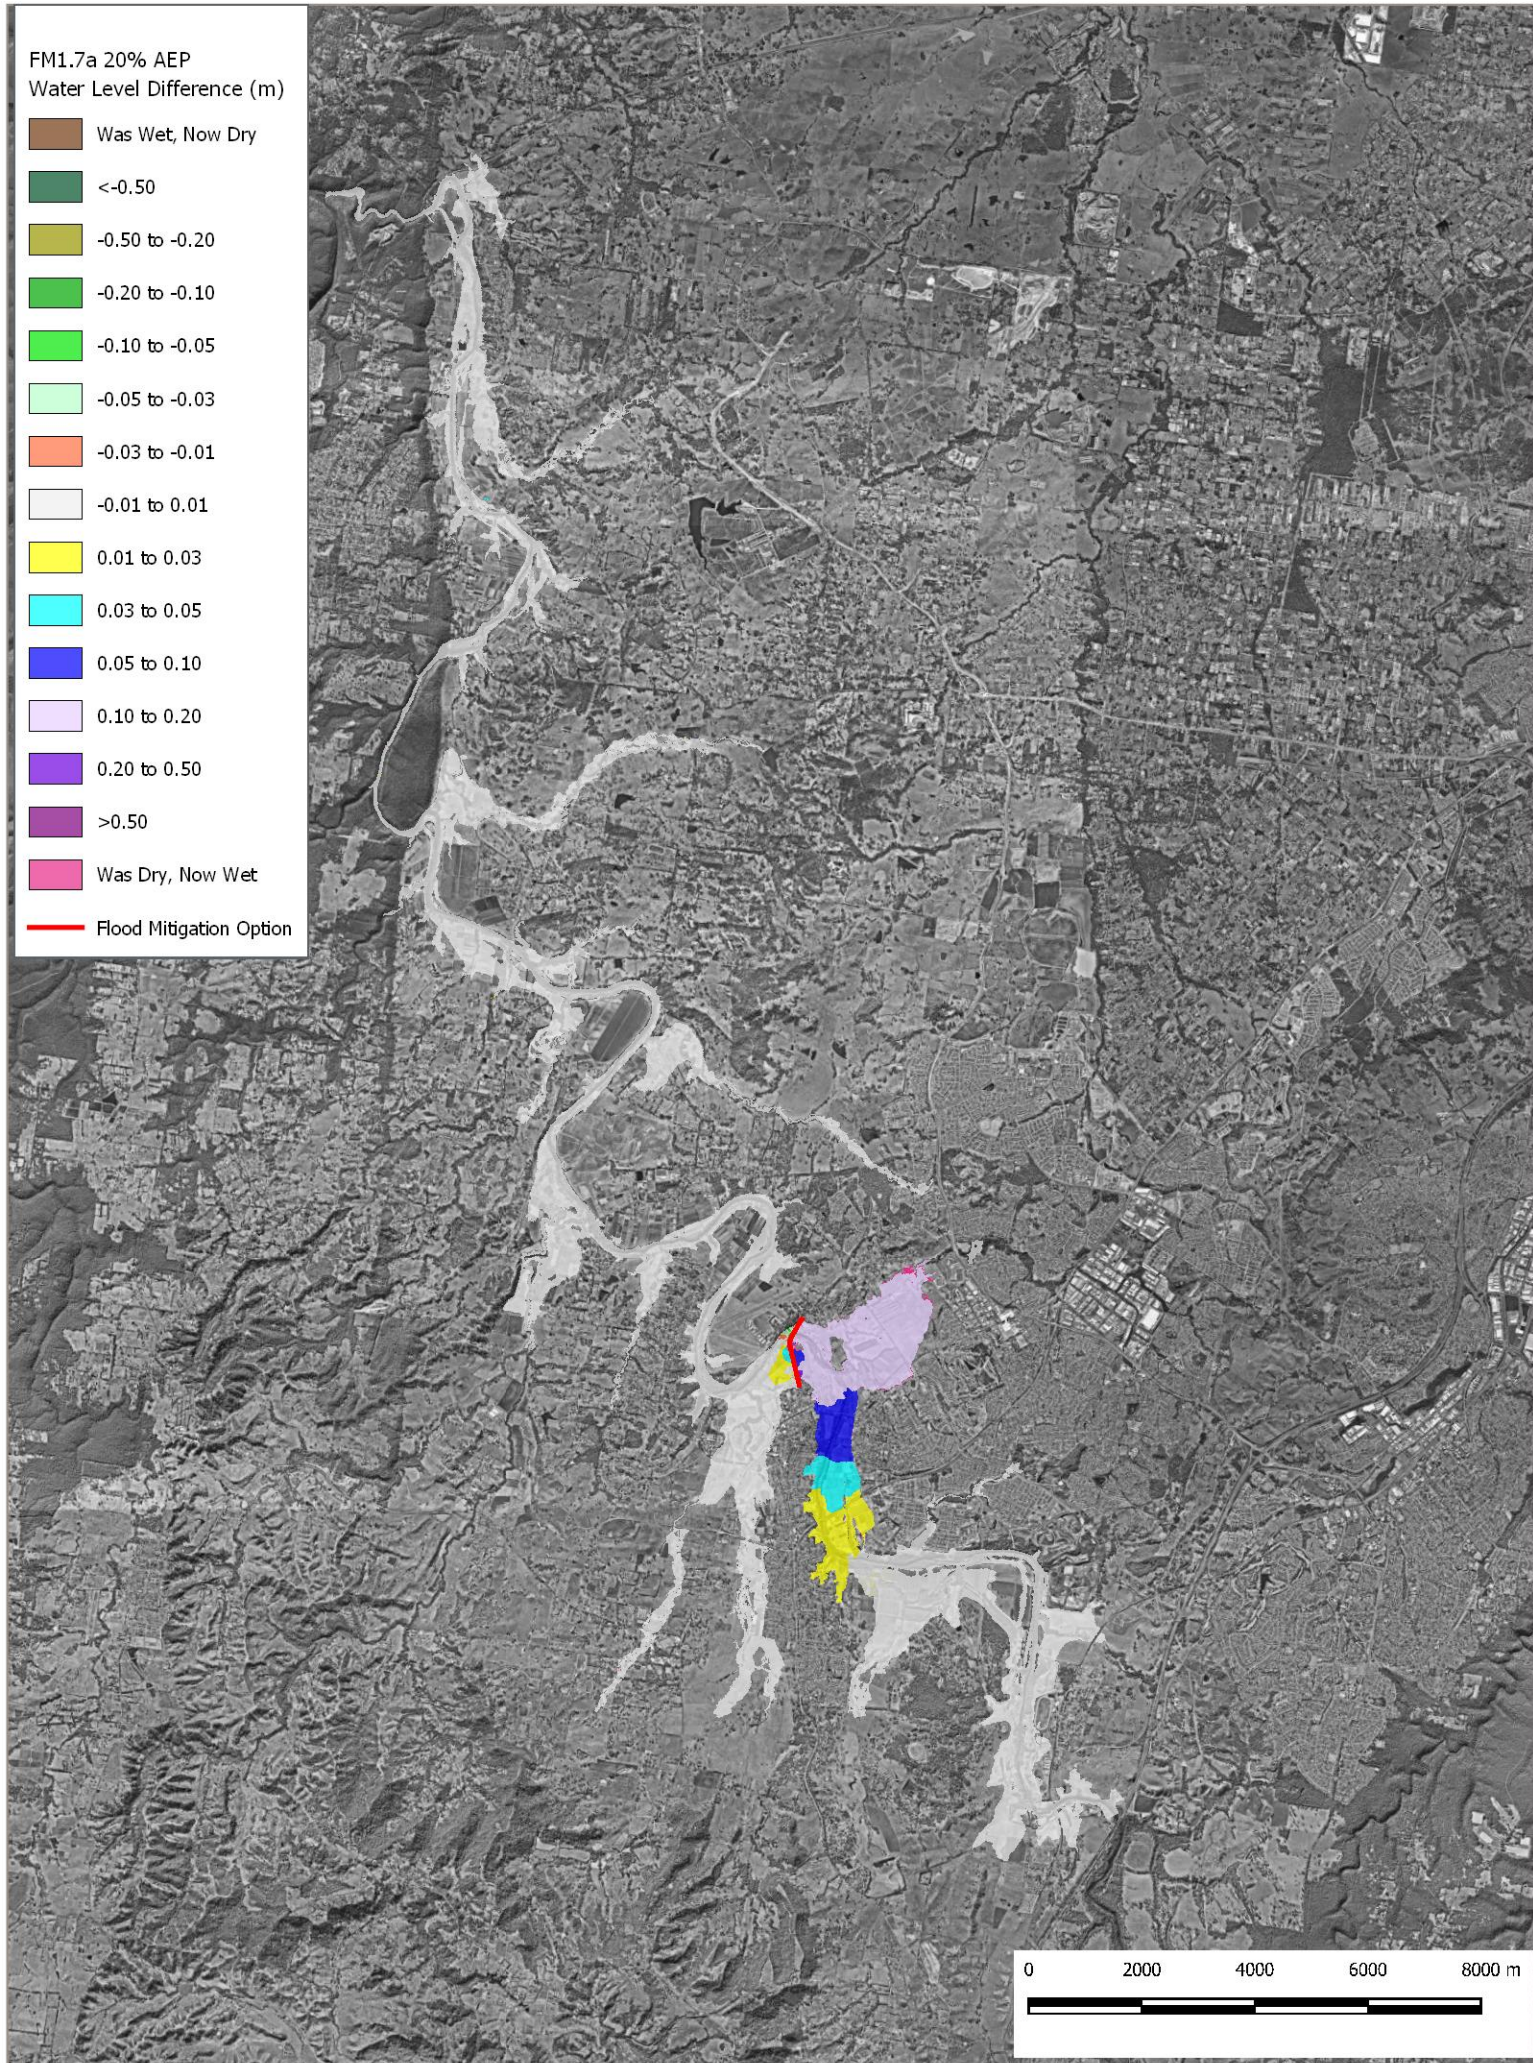 FM1.7a 20% AEP
Water Level Difference (m)
Was Wet, Now Dry
<-0.50
-0.50 to -0.20
-0.20 to -0.10
-0.10 to -0.05
-0.05 to -0.03
-0.03 to -0.01
-0.01 to 0.01
0.01 to 0.03
0.03 to 0.05
0.05 to 0.10
0.10 to 0.20
0.20 to 0.50
>0.50
Was Dry, Now Wet
Flood Mitigation Option
0 2000 4000 6000 8000 m